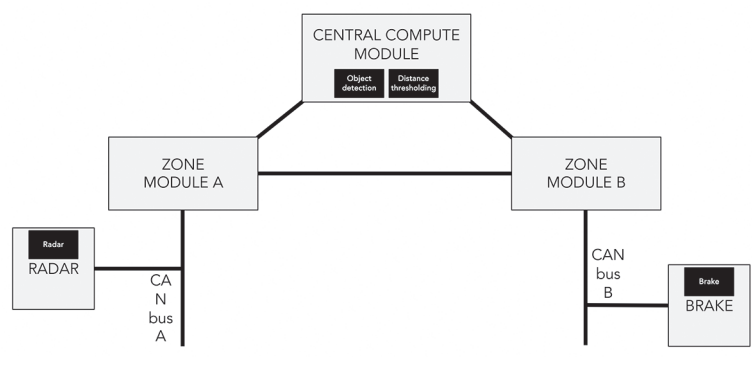 CENTRAL COMPUTE
MODULE
Object
detection
Distance
thresholding
ZONE
MODULE A
ZONE
MODULE B
Radar
RADAR
CA
N
bus
A
CAN
bus
B
Brake
BRAKE